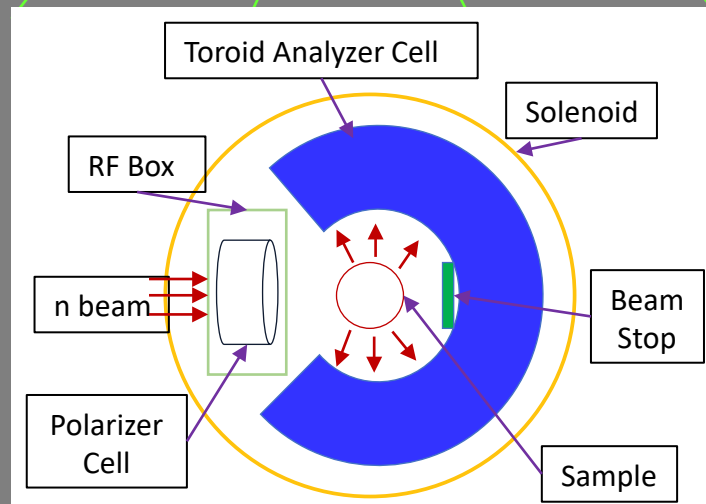 Toroid Analyzer Cell
Solenoid
RF Box
n beam
Beam
Stop
Polarizer
Cell
Sample